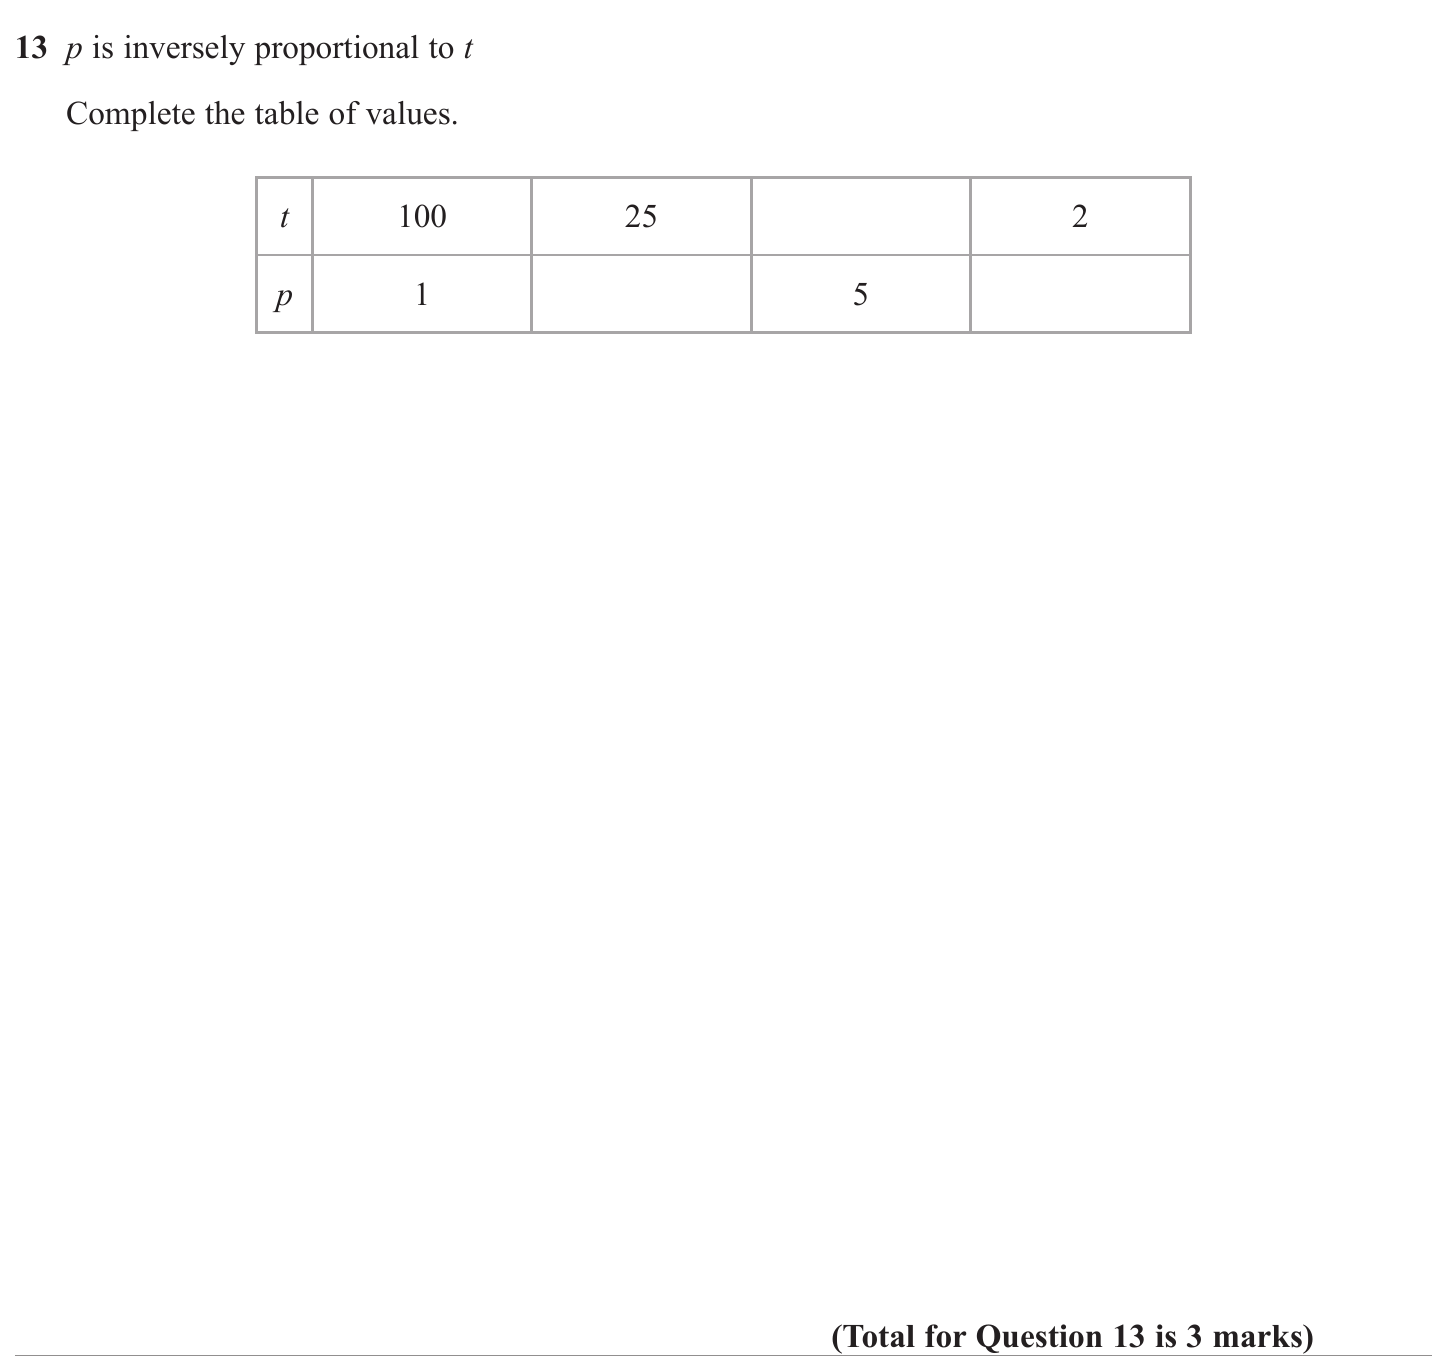 13 p is inversely proportional to t
Complete the table of values.
t 100 25 2
p 1 5
(Total for Question 13 is 3 marks)